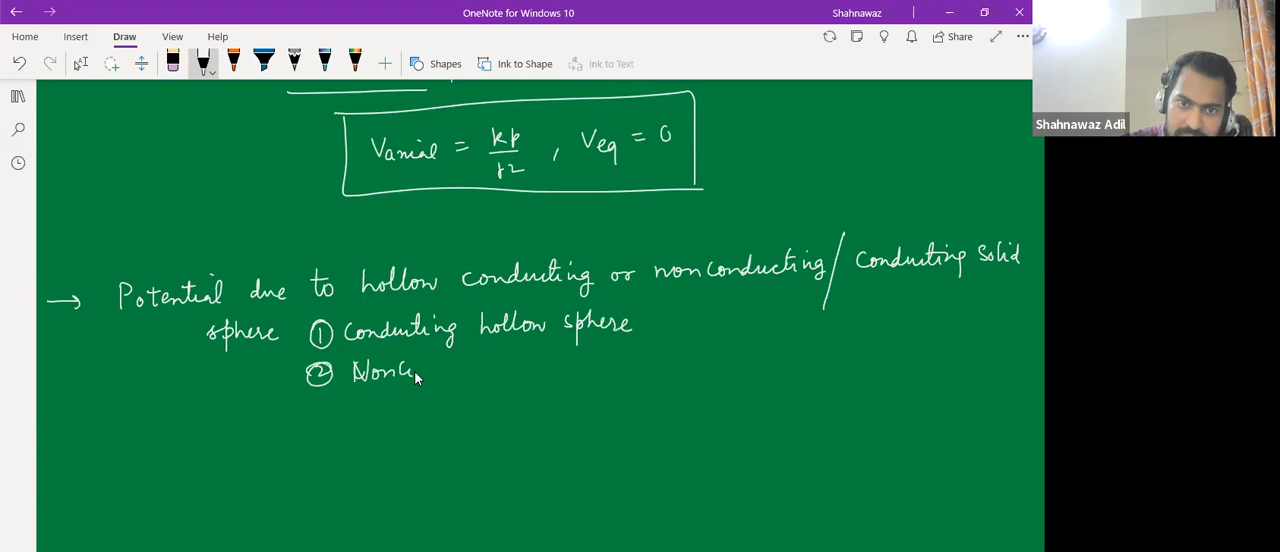 OneNote for Windows 10
Shahnawaz
Home Insert Draw View Help
Share
Shapes Ink to Shape Ink to Text
Shahnawaz Adil
Vaxial = kp/r2 , Veq = 0
→ Potential due to hollow conducting or nonconducting / conducting solid
sphere ① Conducting hollow sphere
② Nonc